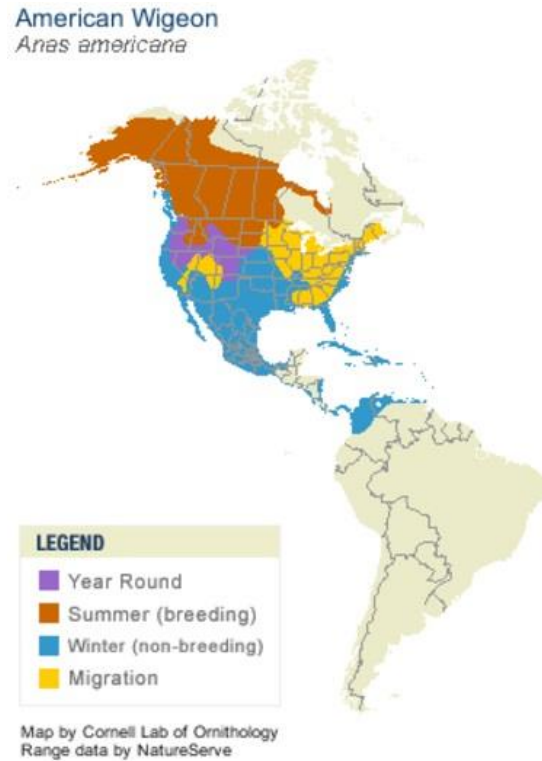 American Wigeon
Anas americana
LEGEND
Year Round
Summer (breeding)
Winter (non-breeding)
Migration
Map by Cornell Lab of Ornithology
Range data by NatureServe